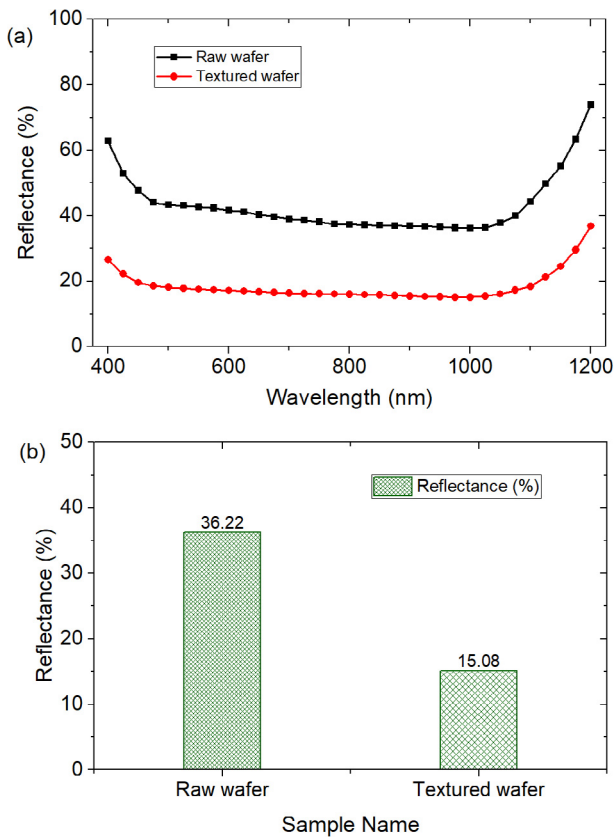 (a)
100
80
60
40
20
0
Reflectance (%)
Raw wafer
Textured wafer
400
600
800
1000
1200
Wavelength (nm)
(b)
50
40
30
20
10
0
Reflectance (%)
Reflectance (%)
36.22
15.08
Raw wafer
Textured wafer
Sample Name